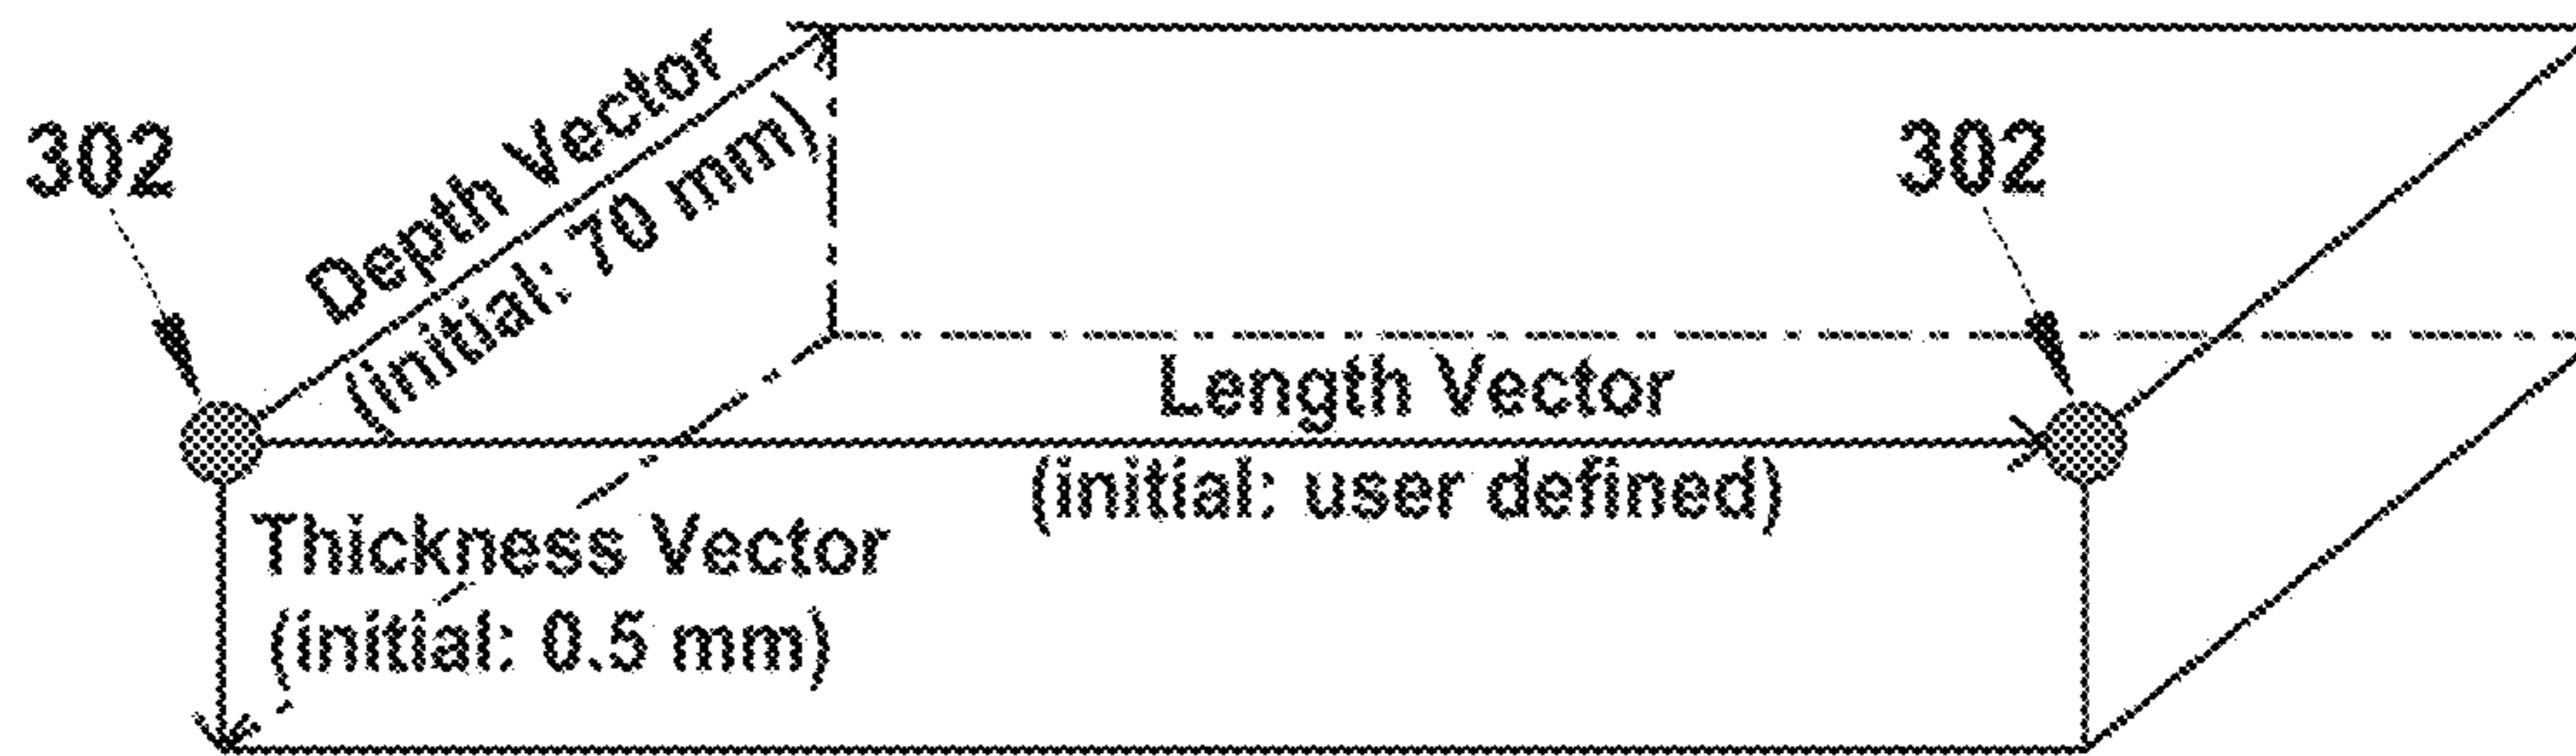 302
Depth Vector
(initial: 70 mm)
302
Length Vector
(initial: user defined)
Thickness Vector
(initial: 0.5 mm)